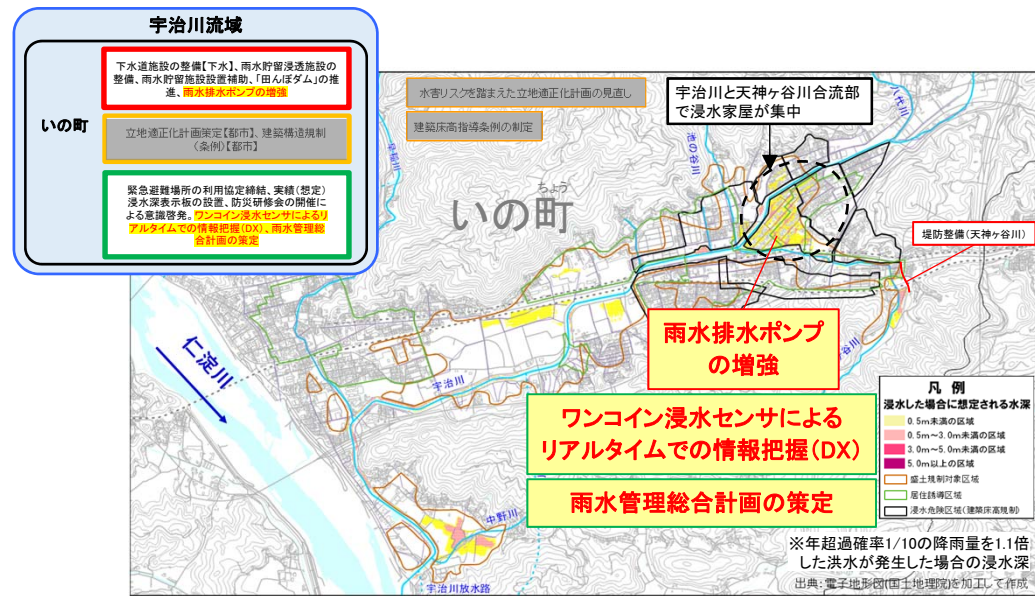 宇治川流域
いの町
下水道施設の整備【下水】、雨水貯留浸透施設の
整備、雨水貯留施設設置補助、「田んぼダム」の推
進、雨水排水ポンプの増強
立地適正化計画策定【都市】、建築構造規制
(条例)【都市】
緊急避難場所の利用協定締結、実績(想定)
浸水深表示板の設置、防災研修会の開催に
よる意識啓発。ワンコイン浸水センサによるリ
アルタイムでの情報把握(DX)、雨水管理総
合計画の策定
水害リスクを踏まえた立地適正化計画の見直し
建築床高指導条例の制定
宇治川と天神ヶ谷川合流部
で浸水家屋が集中
早稲川
池の谷川
八代川
ちょう
いの町
堤防整備(天神ヶ谷川)
仁淀川
宇治川
谷川
雨水排水ポンプ
の増強
ワンコイン浸水センサによる
リアルタイムでの情報把握(DX)
雨水管理総合計画の策定
中野川
宇治川放水路
凡 例
浸水した場合に想定される水深
0.5m未満の区域
0.5m~3.0m未満の区域
3.0m~5.0m未満の区域
5.0m以上の区域
盛土規制対象区域
居住誘導区域
浸水危険区域(建築床高規制)
※年超過確率1/10の降雨量を1.1倍
した洪水が発生した場合の浸水深
出典:電子地形図(国土地理院)を加工して作成